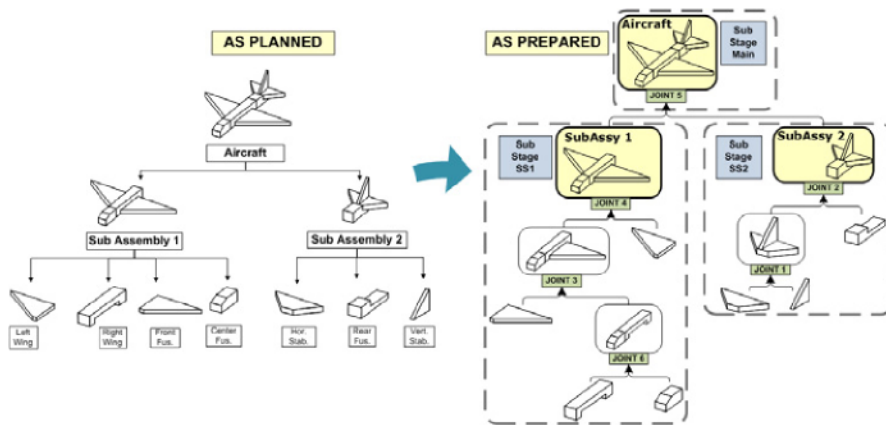 AS PLANNED
Aircraft
Sub Assembly 1
Sub Assembly 2
Left
Wing
Right
Wing
Front
Fus.
Center
Fus.
Hor.
Stab.
Rear
Fus.
Vert.
Stab.
AS PREPARED
Aircraft
Sub
Stage
Main
JOINT 5
Sub
Stage
SS1
SubAssy 1
JOINT 4
JOINT 3
JOINT 6
Sub
Stage
SS2
SubAssy 2
JOINT 2
JOINT 1